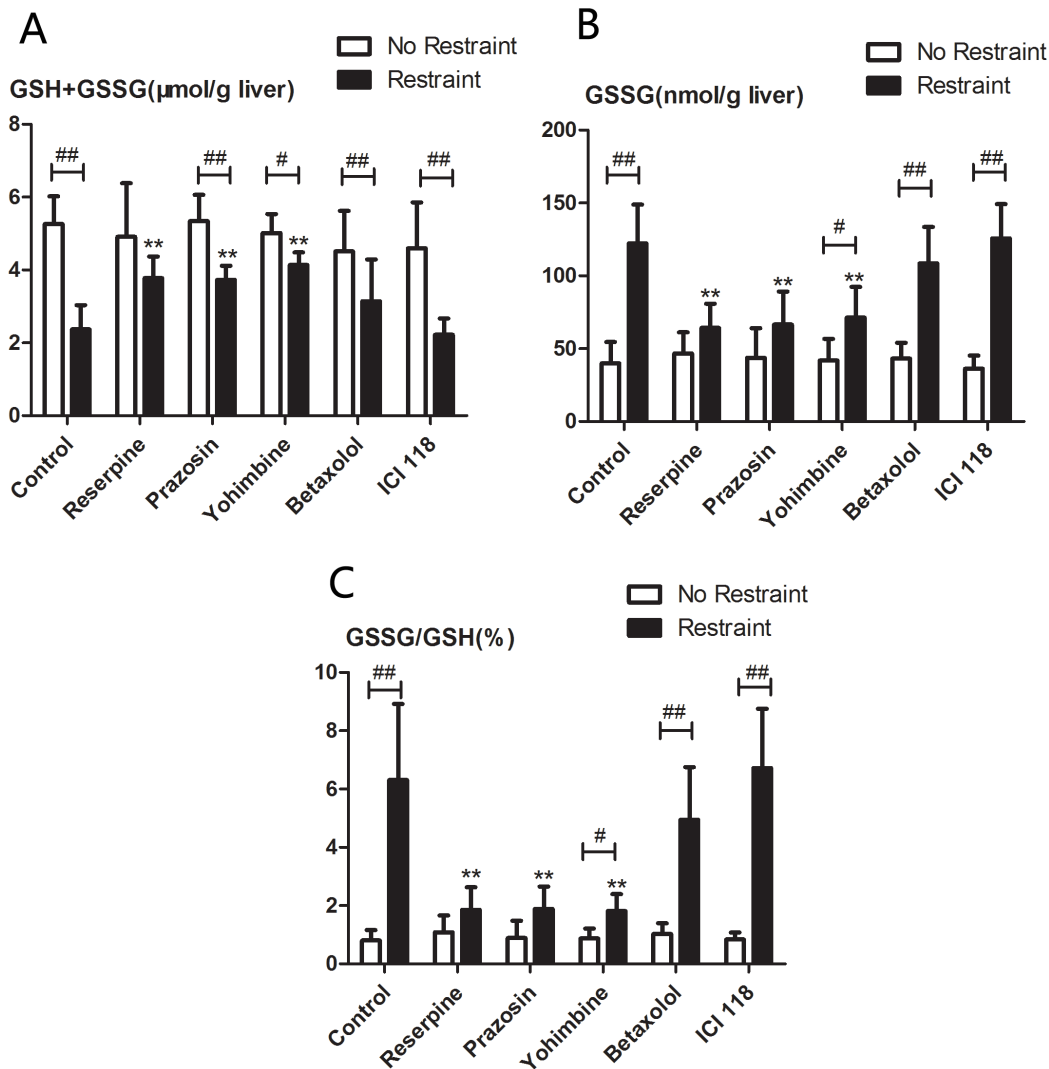 A
No Restraint
Restraint
GSH+GSSG(μmol/g liver)
8
6
4
2
0
##
##
#
##
##
**
**
**
Control
Reserpine
Prazosin
Yohimbine
Betaxolol
ICI 118
B
No Restraint
Restraint
GSSG(nmol/g liver)
200
150
100
50
0
##
#
##
##
**
**
**
Control
Reserpine
Prazosin
Yohimbine
Betaxolol
ICI 118
C
No Restraint
Restraint
GSSG/GSH(%)
10
8
6
4
2
0
##
#
##
##
**
**
**
Control
Reserpine
Prazosin
Yohimbine
Betaxolol
ICI 118